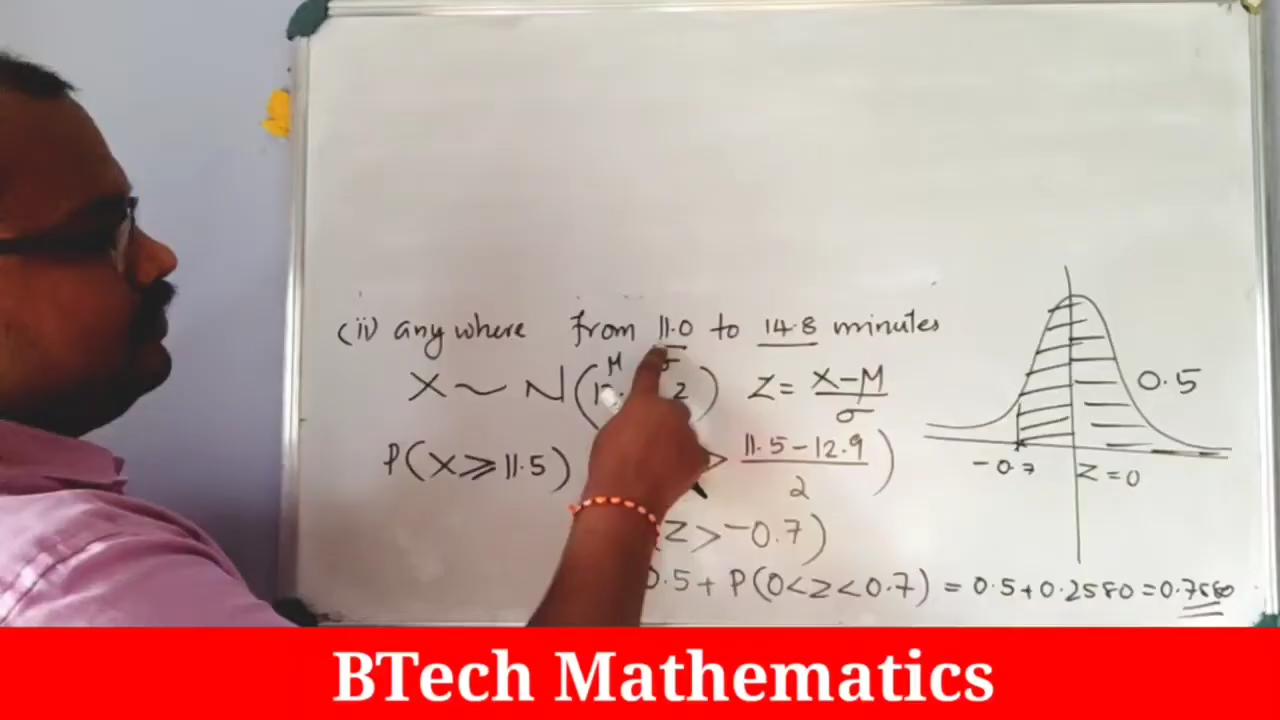 (ii) any where from 11.0 to 14.8 minutes
μ σ
X ~ N( 2) Z = X-μ / σ
0.5
P(X ⩾ 11.5) > 11.5-12.9 / 2 )
-0.7 Z=0
(Z > -0.7)
0.5 + P(0<Z<0.7) = 0.5+0.2580 = 0.7580
BTech Mathematics